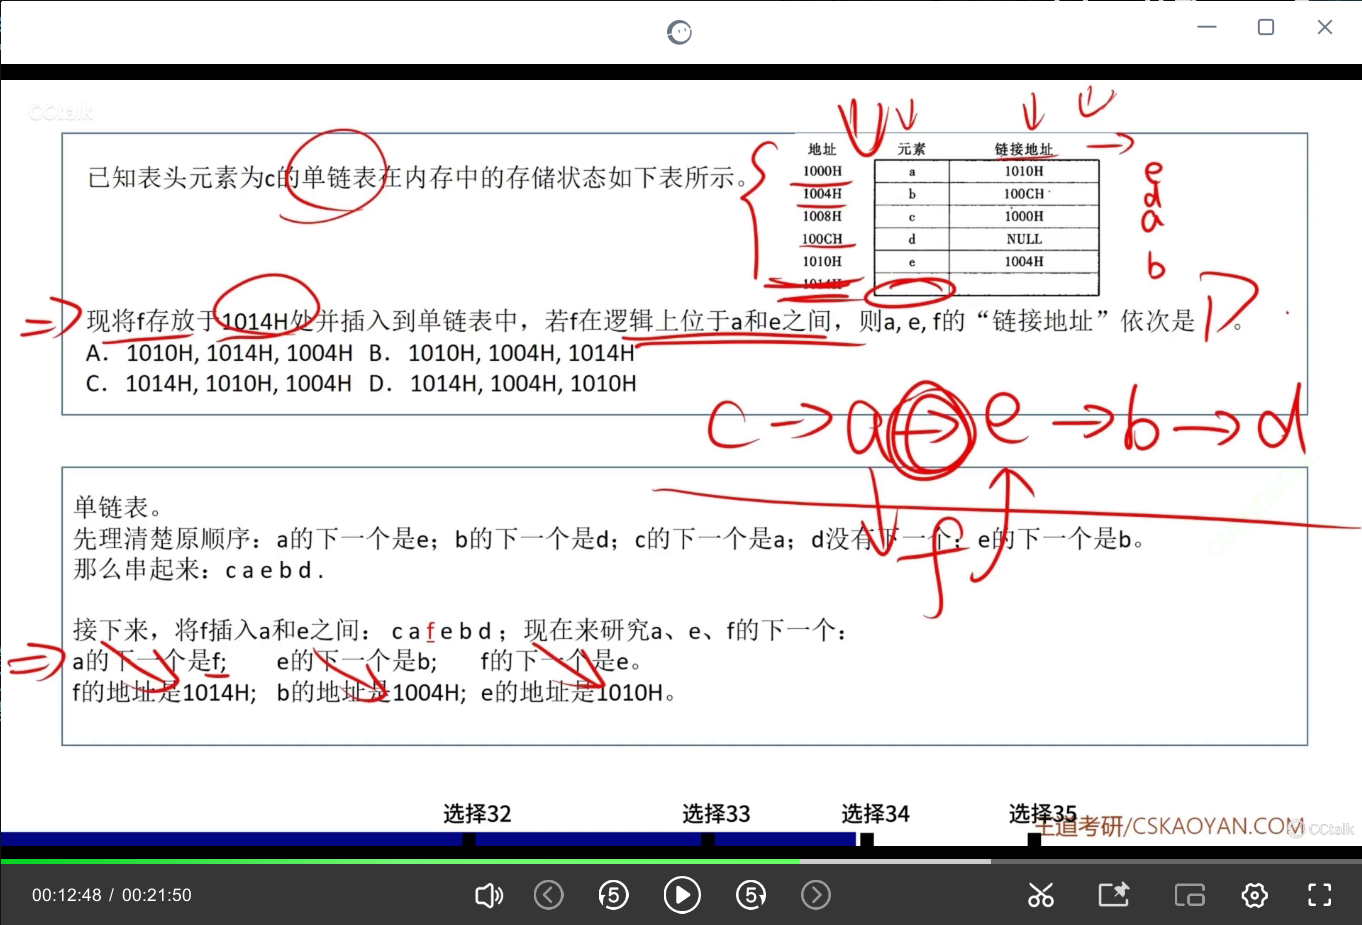 CCtalk
已知表头元素为c的单链表在内存中的存储状态如下表所示。
地址 元素 链接地址
1000H a 1010H
1004H b 100CH
1008H c 1000H
100CH d NULL
1010H e 1004H
1014H
e
d
a
b
现将f存放于1014H处并插入到单链表中，若f在逻辑上位于a和e之间，则a, e, f的“链接地址”依次是 D 。
A. 1010H, 1014H, 1004H B. 1010H, 1004H, 1014H
C. 1014H, 1010H, 1004H D. 1014H, 1004H, 1010H
c → a → e → b → d
f
单链表。
先理清楚原顺序：a的下一个是e；b的下一个是d；c的下一个是a；d没有下一个；e的下一个是b。
那么串起来：c a e b d .
接下来，将f插入a和e之间： c a f e b d ；现在来研究a、e、f的下一个：
a的下一个是f; e的下一个是b; f的下一个是e。
f的地址是1014H; b的地址是1004H; e的地址是1010H。
选择32 选择33 选择34 选择35
王道考研/CSKAOYAN.COM
CCtalk
00:12:48 / 00:21:50 5 5